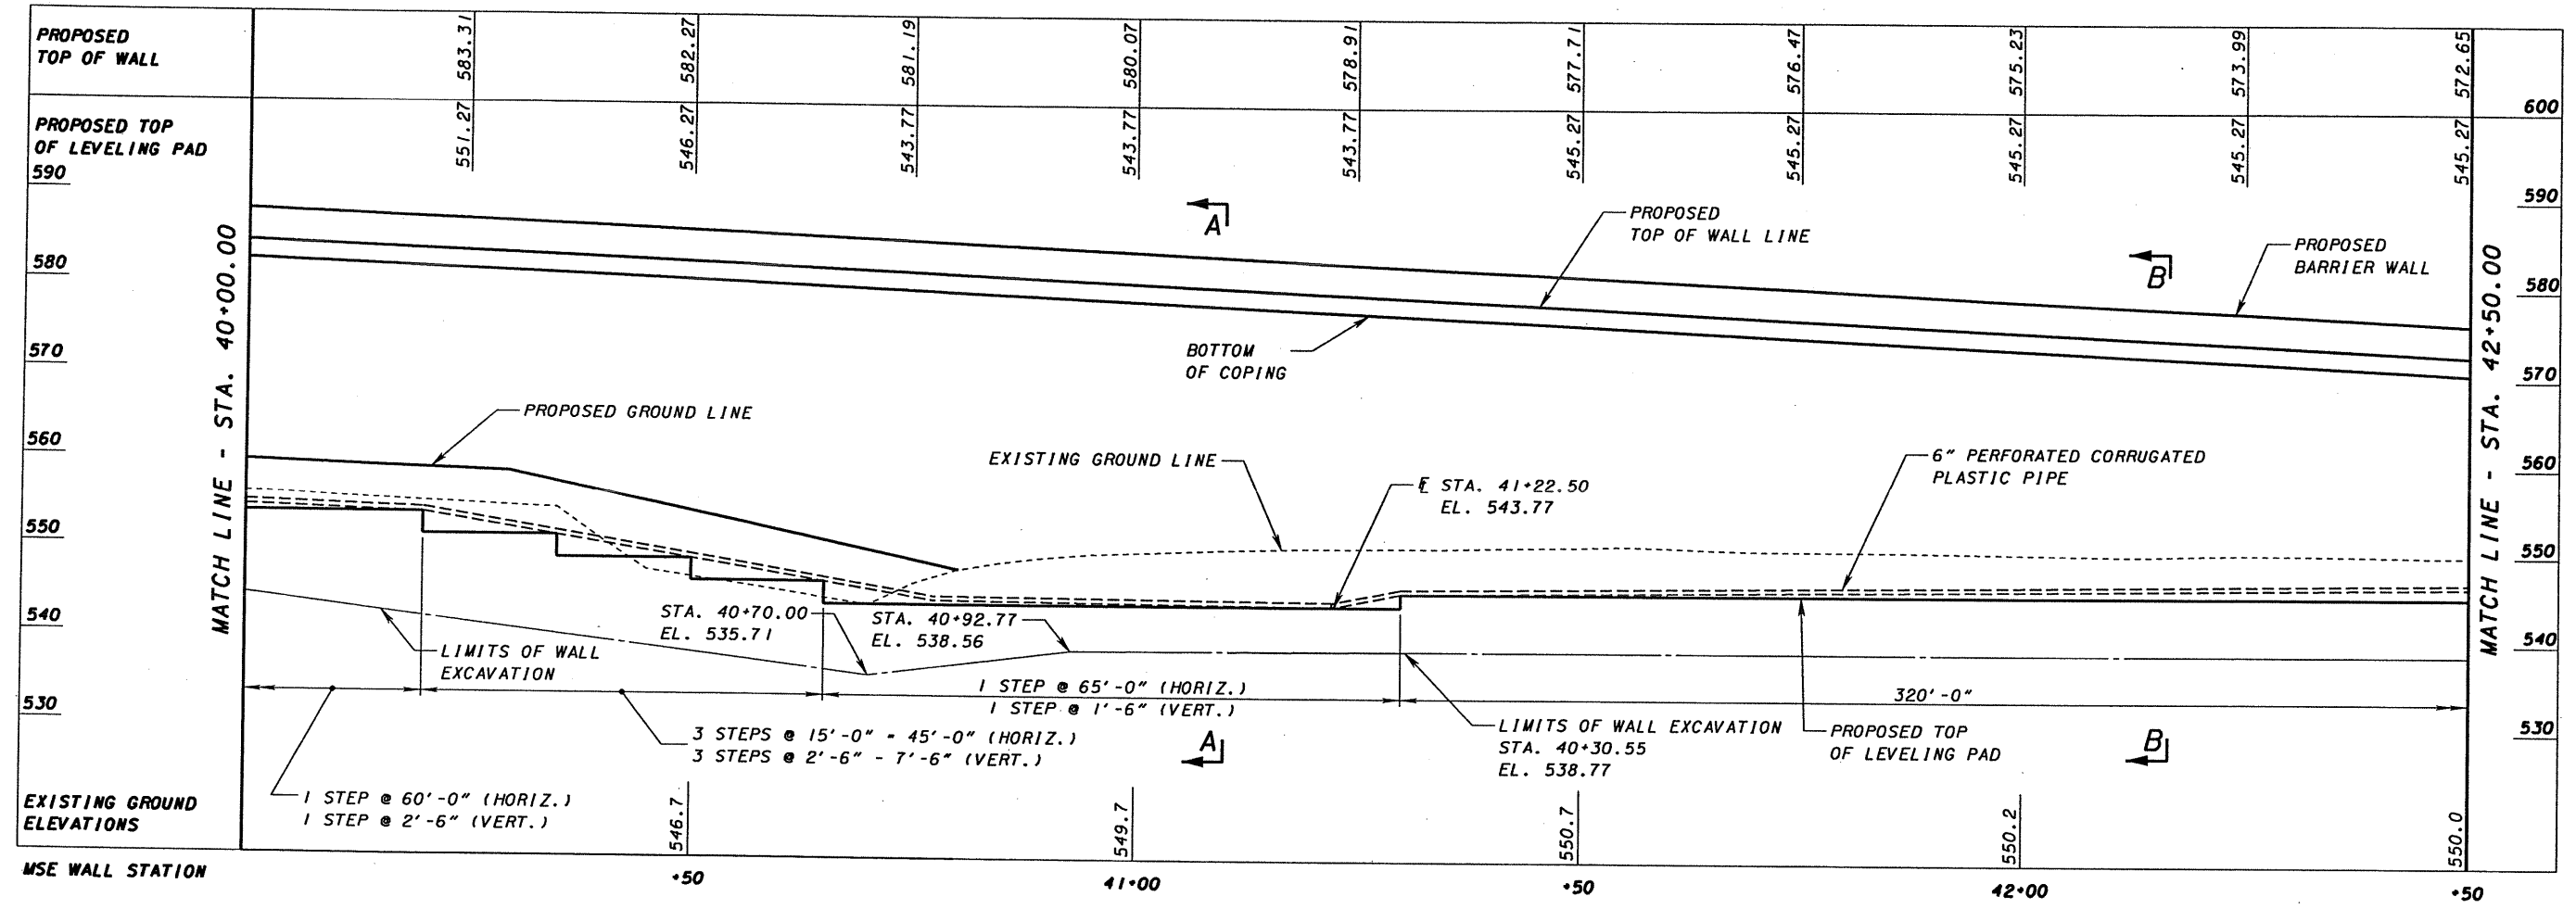 PROPOSED
TOP OF WALL
583.31
582.27
581.19
580.07
578.91
577.71
576.47
575.23
573.99
572.65
PROPOSED TOP
OF LEVELING PAD
551.27
546.27
543.77
543.77
543.77
545.27
545.27
545.27
545.27
545.27
600
590
590
A
PROPOSED
TOP OF WALL LINE
B
PROPOSED
BARRIER WALL
580
580
MATCH LINE - STA. 40+00.00
MATCH LINE - STA. 42+50.00
BOTTOM
OF COPING
570
570
PROPOSED GROUND LINE
560
560
EXISTING GROUND LINE
6" PERFORATED CORRUGATED
PLASTIC PIPE
₠ STA. 41+22.50
EL. 543.77
550
550
STA. 40+70.00
EL. 535.71
STA. 40+92.77
EL. 538.56
540
540
LIMITS OF WALL
EXCAVATION
1 STEP @ 65'-0" (HORIZ.)
1 STEP @ 1'-6" (VERT.)
320'-0"
530
530
3 STEPS @ 15'-0" = 45'-0" (HORIZ.)
3 STEPS @ 2'-6" - 7'-6" (VERT.)
A
LIMITS OF WALL EXCAVATION
STA. 40+30.55
EL. 538.77
PROPOSED TOP
OF LEVELING PAD
B
1 STEP @ 60'-0" (HORIZ.)
1 STEP @ 2'-6" (VERT.)
EXISTING GROUND
ELEVATIONS
546.7
549.7
550.7
550.2
550.0
MSE WALL STATION
+50
41+00
+50
42+00
+50